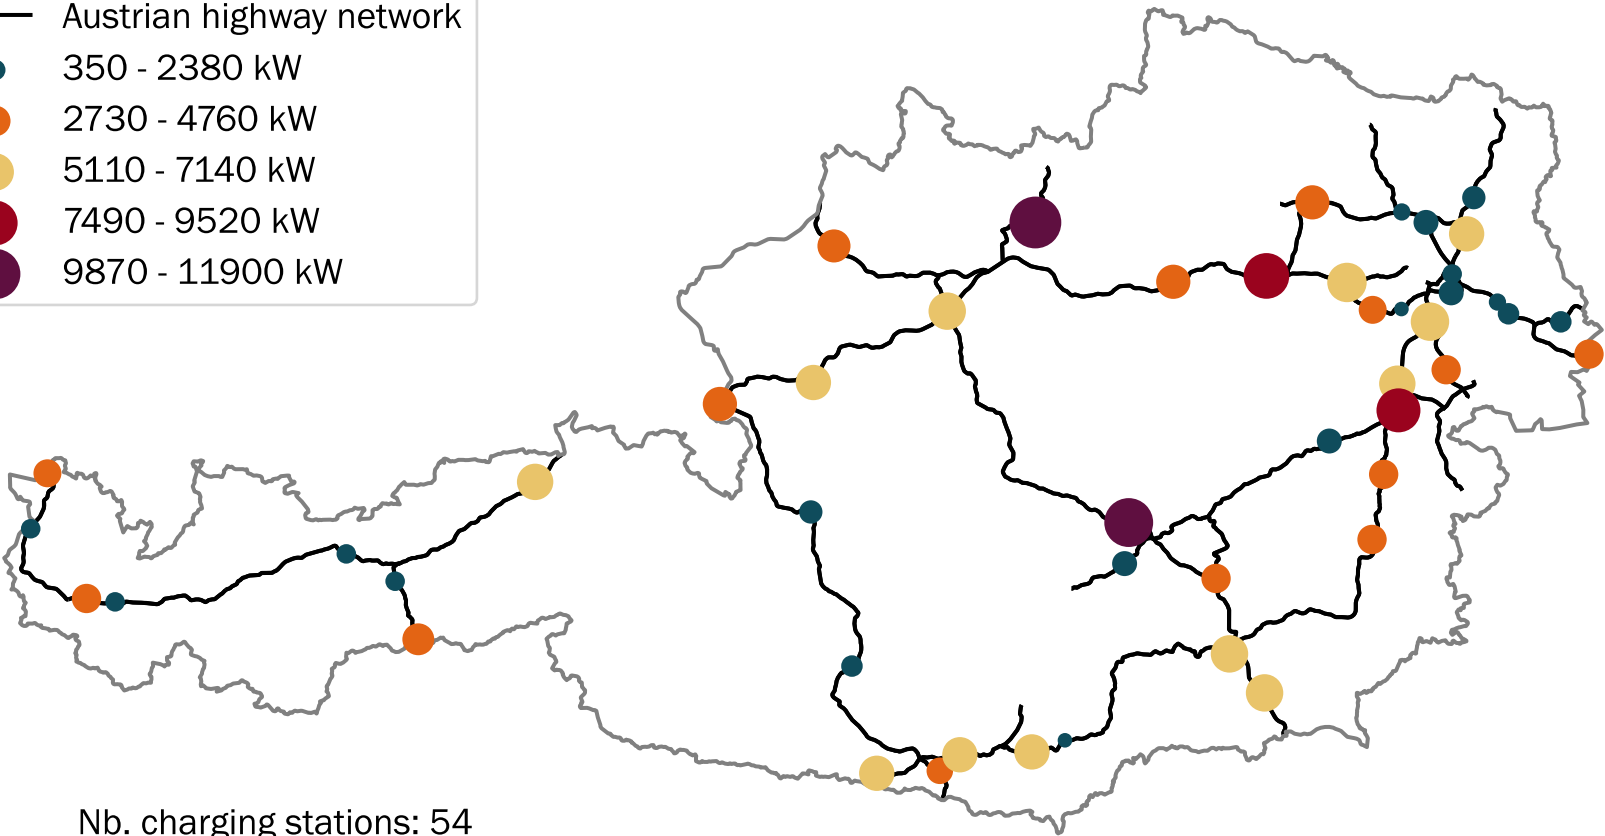 Austrian highway network
350 - 2380 kW
2730 - 4760 kW
5110 - 7140 kW
7490 - 9520 kW
9870 - 11900 kW
Nb. charging stations: 54